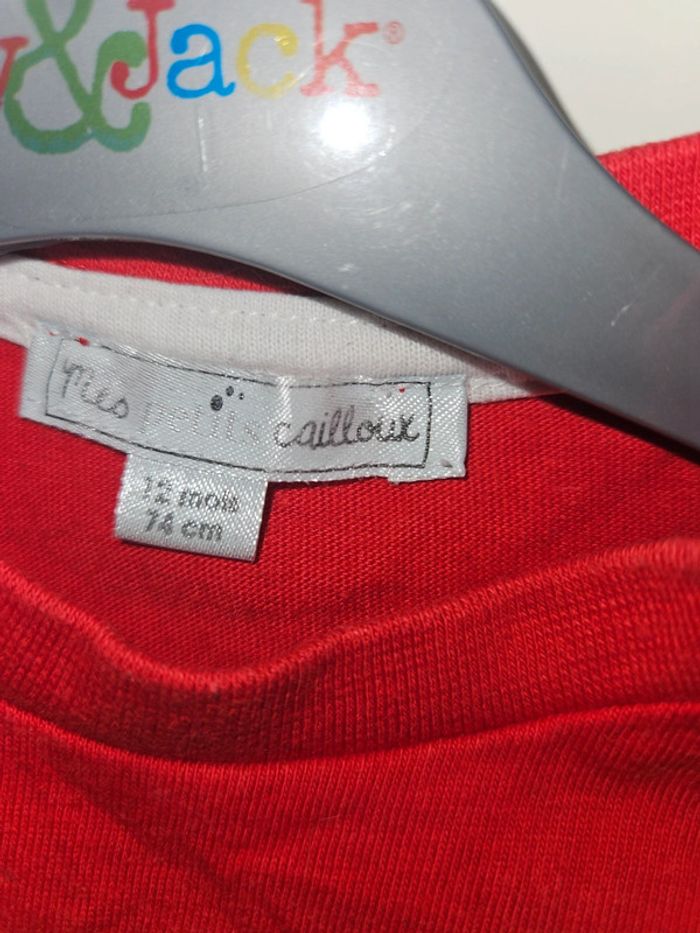 &Jack®
Mes petits cailloux
12 mois
74 cm